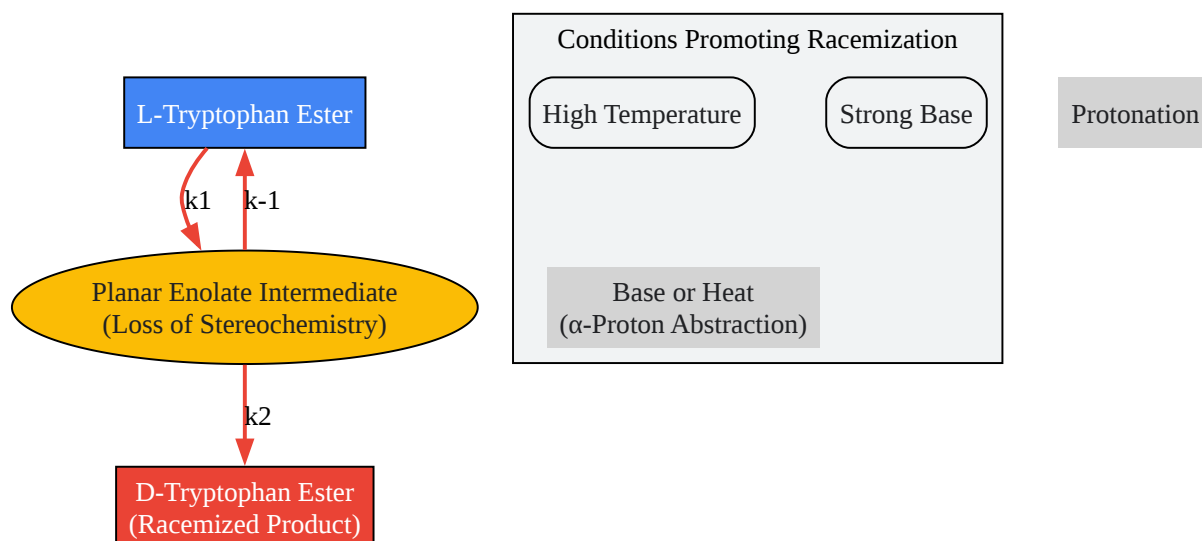 Conditions Promoting Racemization
L-Tryptophan Ester
High Temperature
Strong Base
Protonation
k1
k-1
Planar Enolate Intermediate
(Loss of Stereochemistry)
Base or Heat
(α-Proton Abstraction)
k2
D-Tryptophan Ester
(Racemized Product)